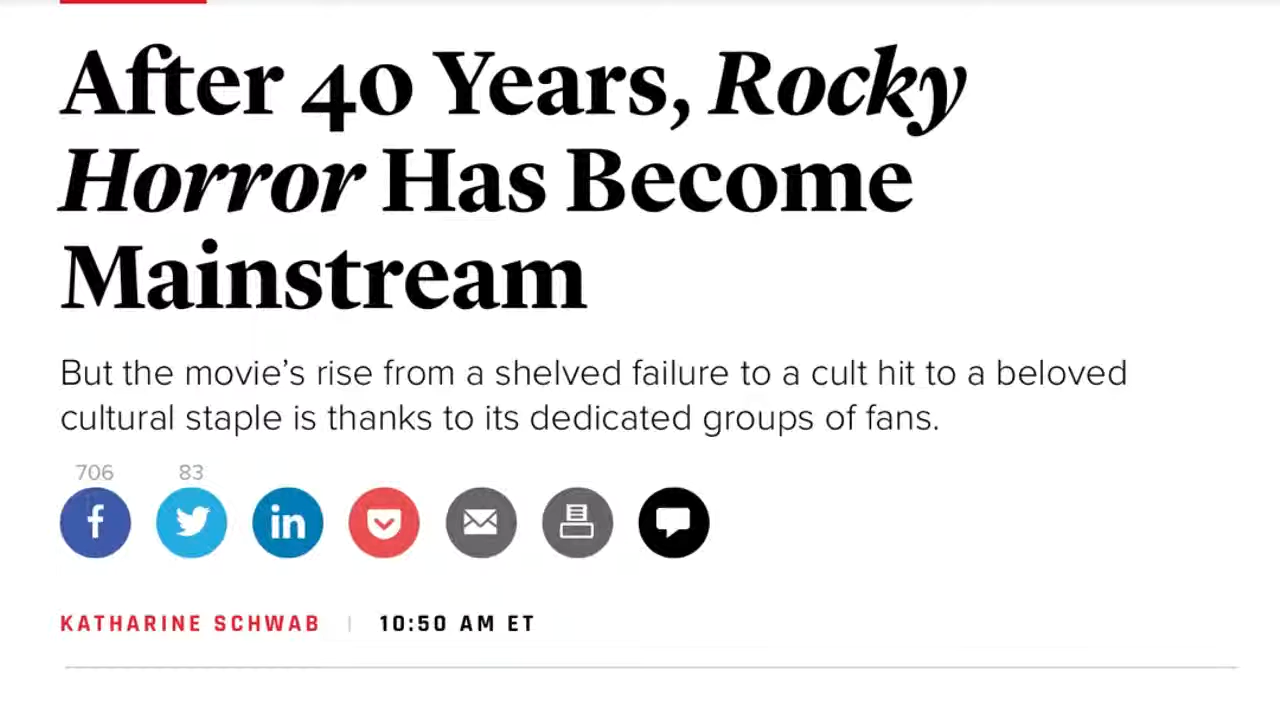 After 40 Years, Rocky
Horror Has Become
Mainstream
But the movie’s rise from a shelved failure to a cult hit to a beloved
cultural staple is thanks to its dedicated groups of fans.
706 83
f in
KATHARINE SCHWAB | 10:50 AM ET